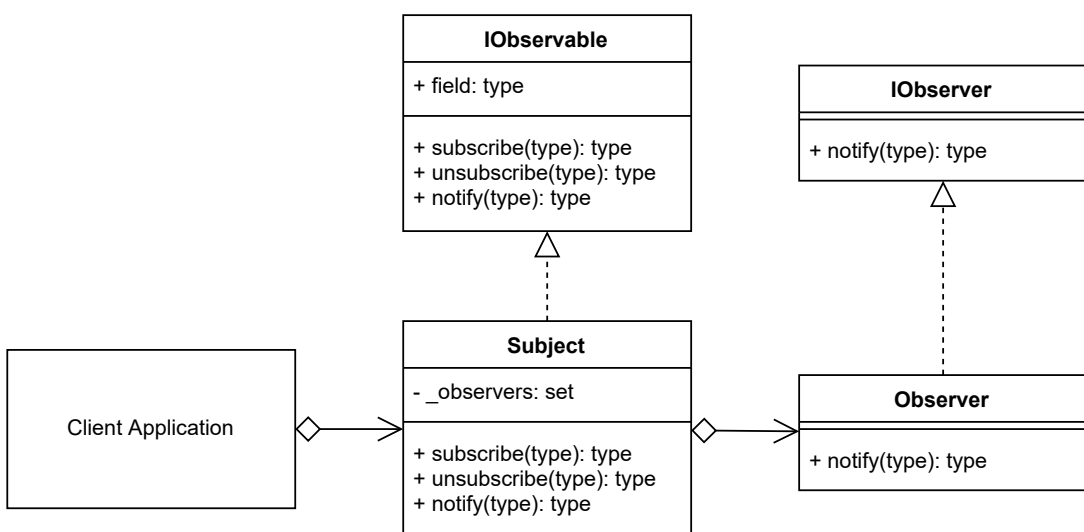 IObservable
+ field: type
+ subscribe(type): type
+ unsubscribe(type): type
+ notify(type): type
IObserver
+ notify(type): type
Client Application
Subject
- _observers: set
+ subscribe(type): type
+ unsubscribe(type): type
+ notify(type): type
Observer
+ notify(type): type